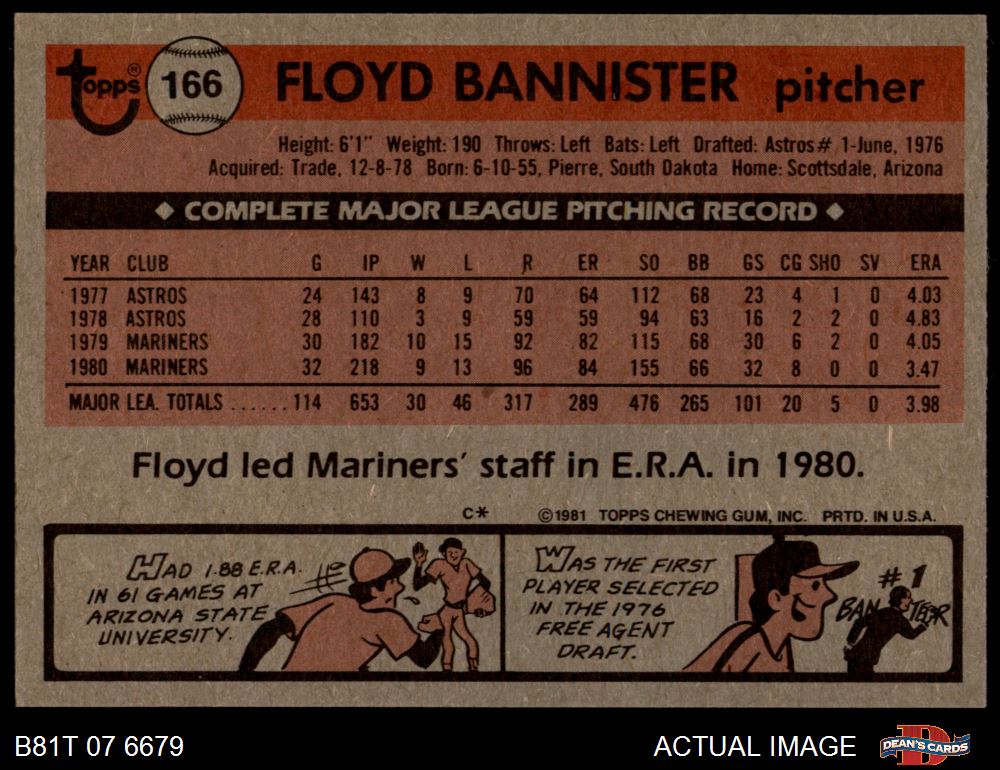 topps® 166 FLOYD BANNISTER pitcher
Height: 6'1" Weight: 190 Throws: Left Bats: Left Drafted: Astros# 1-June, 1976
Acquired: Trade, 12-8-78 Born: 6-10-55, Pierre, South Dakota Home: Scottsdale, Arizona
◆ COMPLETE MAJOR LEAGUE PITCHING RECORD ◆
YEAR CLUB G IP W L R ER SO BB GS CG SHO SV ERA
1977 ASTROS 24 143 8 9 70 64 112 68 23 4 1 0 4.03
1978 ASTROS 28 110 3 9 59 59 94 63 16 2 2 0 4.83
1979 MARINERS 30 182 10 15 92 82 115 68 30 6 2 0 4.05
1980 MARINERS 32 218 9 13 96 84 155 66 32 8 0 0 3.47
MAJOR LEA. TOTALS ...... 114 653 30 46 317 289 476 265 101 20 5 0 3.98
Floyd led Mariners' staff in E.R.A. in 1980.
C* ©1981 TOPPS CHEWING GUM, INC. PRTD. IN U.S.A.
HAD 1.88 E.R.A.
IN 61 GAMES AT
ARIZONA STATE
UNIVERSITY.
WAS THE FIRST
PLAYER SELECTED
IN THE 1976
FREE AGENT
DRAFT.
#1
B81T 07 6679 ACTUAL IMAGE DEAN'S CARDS